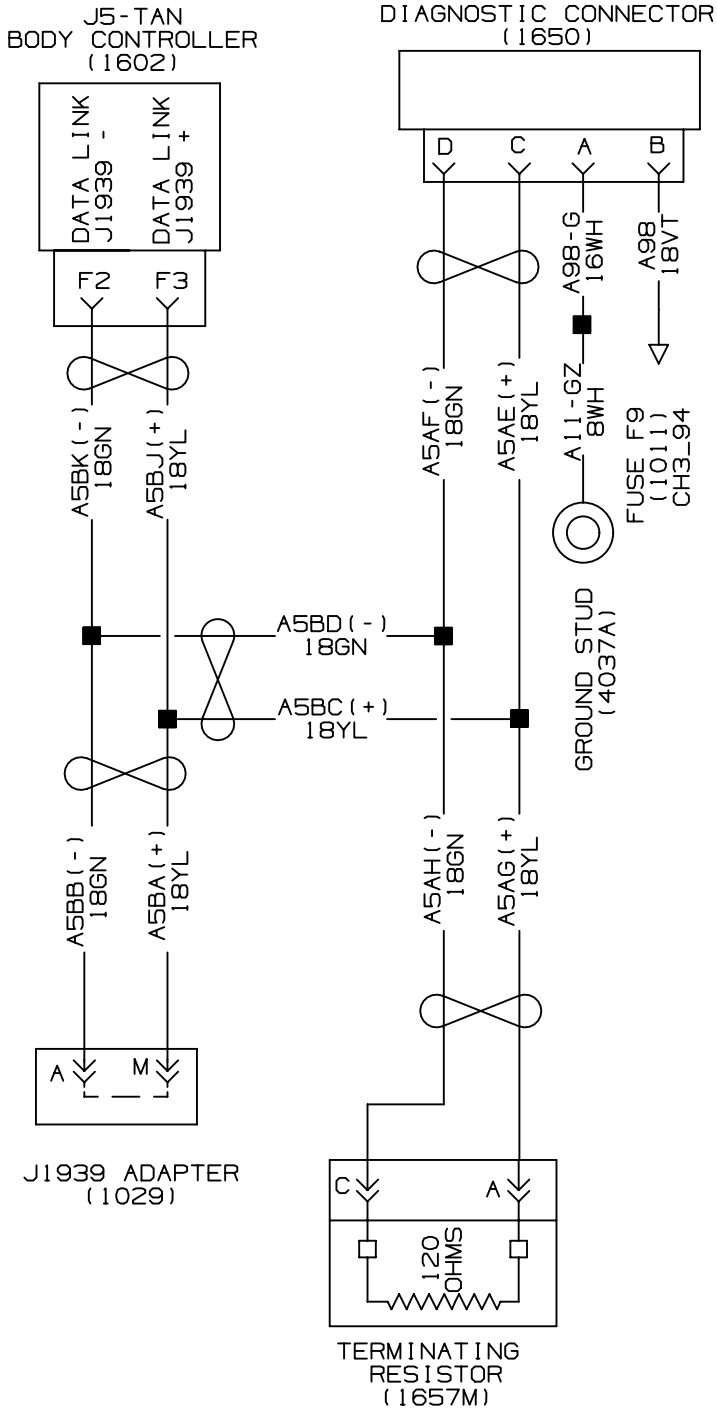 J5-TAN
BODY CONTROLLER
(1602)
DATA LINK
J1939 -
DATA LINK
J1939 +
F2
F3
A5BK(-)
18GN
A5BJ(+)
18YL
DIAGNOSTIC CONNECTOR
(1650)
D
C
A
B
A5AF(-)
18GN
A5AE(+)
18YL
A98-G
16WH
A98
18VT
A11-GZ
8WH
FUSE F9
(1011)
CH3_94
GROUND STUD
(4037A)
A5BD(-)
18GN
A5BC(+)
18YL
A5BB(-)
18GN
A5BA(+)
18YL
A5AH(-)
18GN
A5AG(+)
18YL
A
M
J1939 ADAPTER
(1029)
C
A
120
OHMS
TERMINATING
RESISTOR
(1657M)